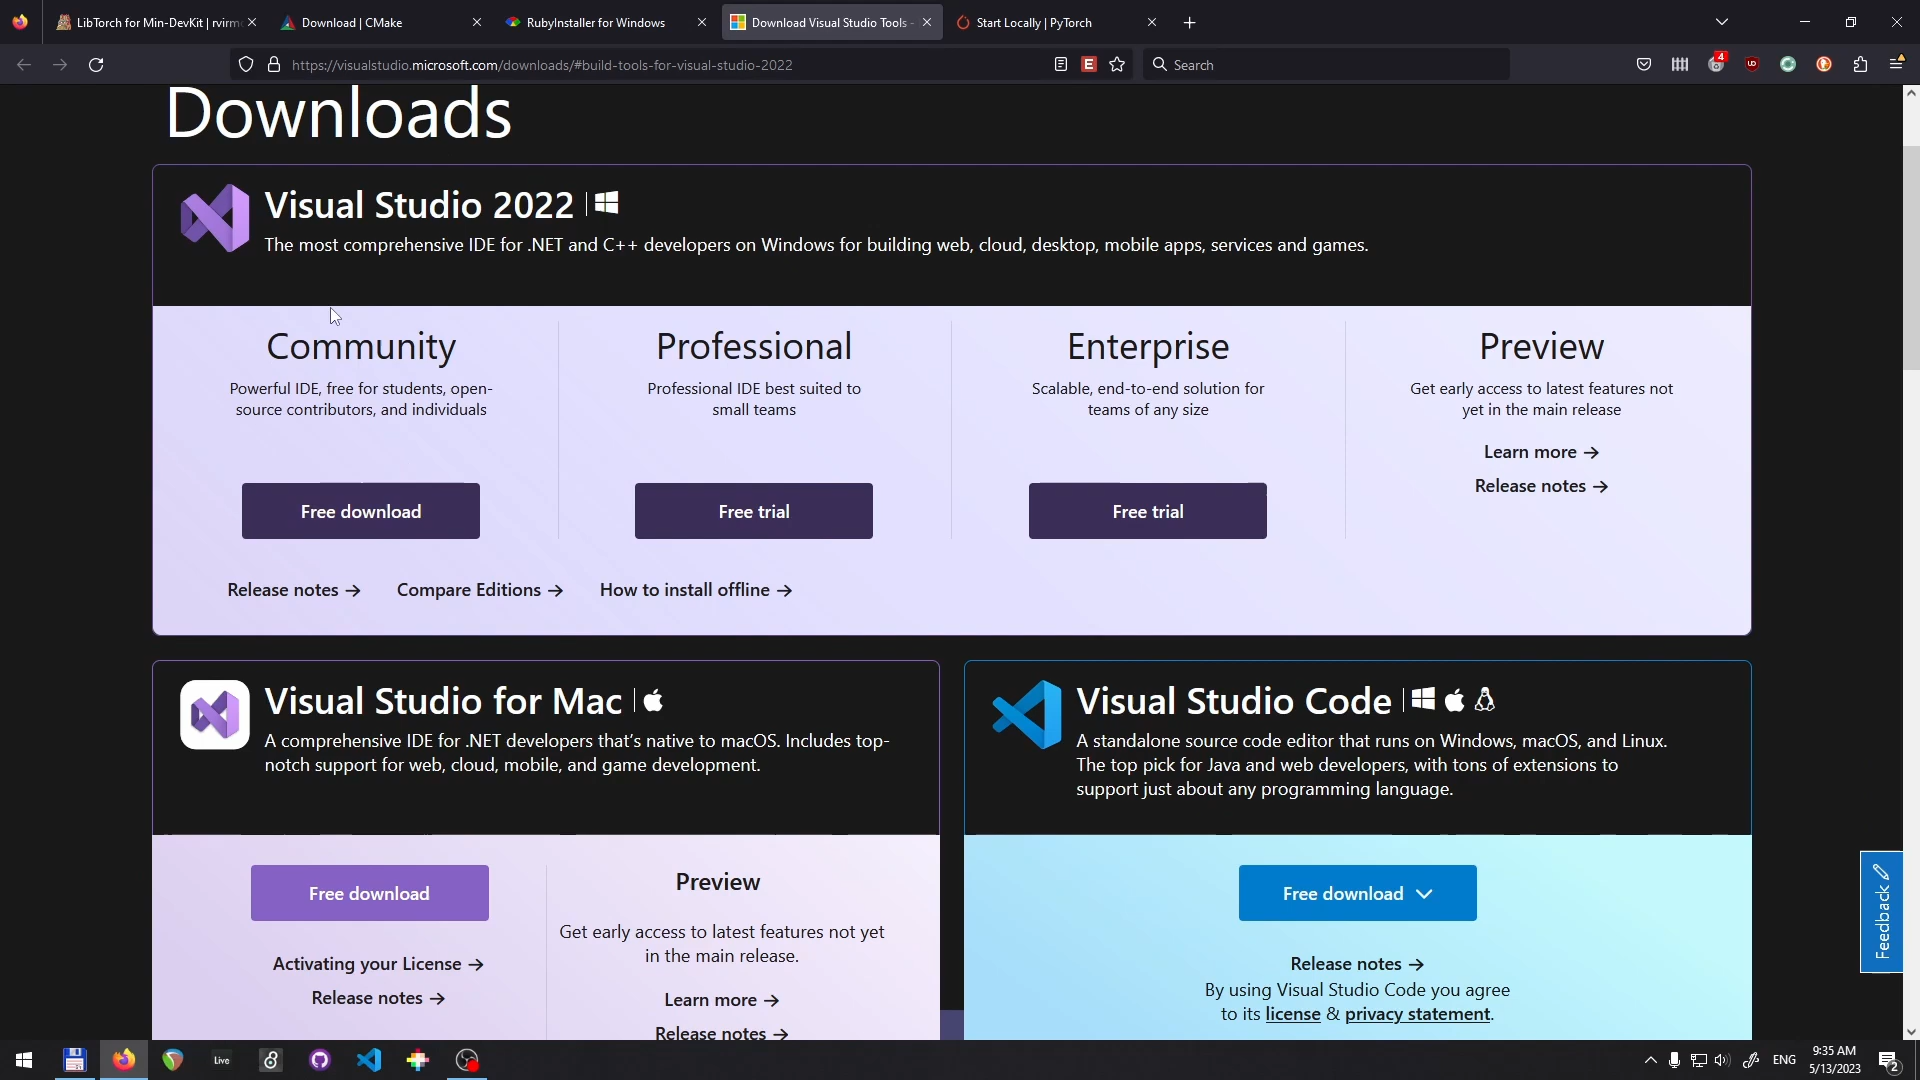 LibTorch for Min-DevKit | rvirm
Download | CMake
RubyInstaller for Windows
Download Visual Studio Tools -
Start Locally | PyTorch
https://visualstudio.microsoft.com/downloads/#build-tools-for-visual-studio-2022
E
Search
4
Downloads
Visual Studio 2022
The most comprehensive IDE for .NET and C++ developers on Windows for building web, cloud, desktop, mobile apps, services and games.
Community
Powerful IDE, free for students, open-
source contributors, and individuals
Free download
Professional
Professional IDE best suited to
small teams
Free trial
Enterprise
Scalable, end-to-end solution for
teams of any size
Free trial
Preview
Get early access to latest features not
yet in the main release
Learn more →
Release notes →
Release notes →
Compare Editions →
How to install offline →
Visual Studio for Mac
A comprehensive IDE for .NET developers that's native to macOS. Includes top-
notch support for web, cloud, mobile, and game development.
Free download
Activating your License →
Release notes →
Preview
Get early access to latest features not yet
in the main release.
Learn more →
Release notes →
Visual Studio Code
A standalone source code editor that runs on Windows, macOS, and Linux.
The top pick for Java and web developers, with tons of extensions to
support just about any programming language.
Free download
Release notes →
By using Visual Studio Code you agree
to its license & privacy statement.
Feedback
Live
ENG
9:35 AM
5/13/2023
2